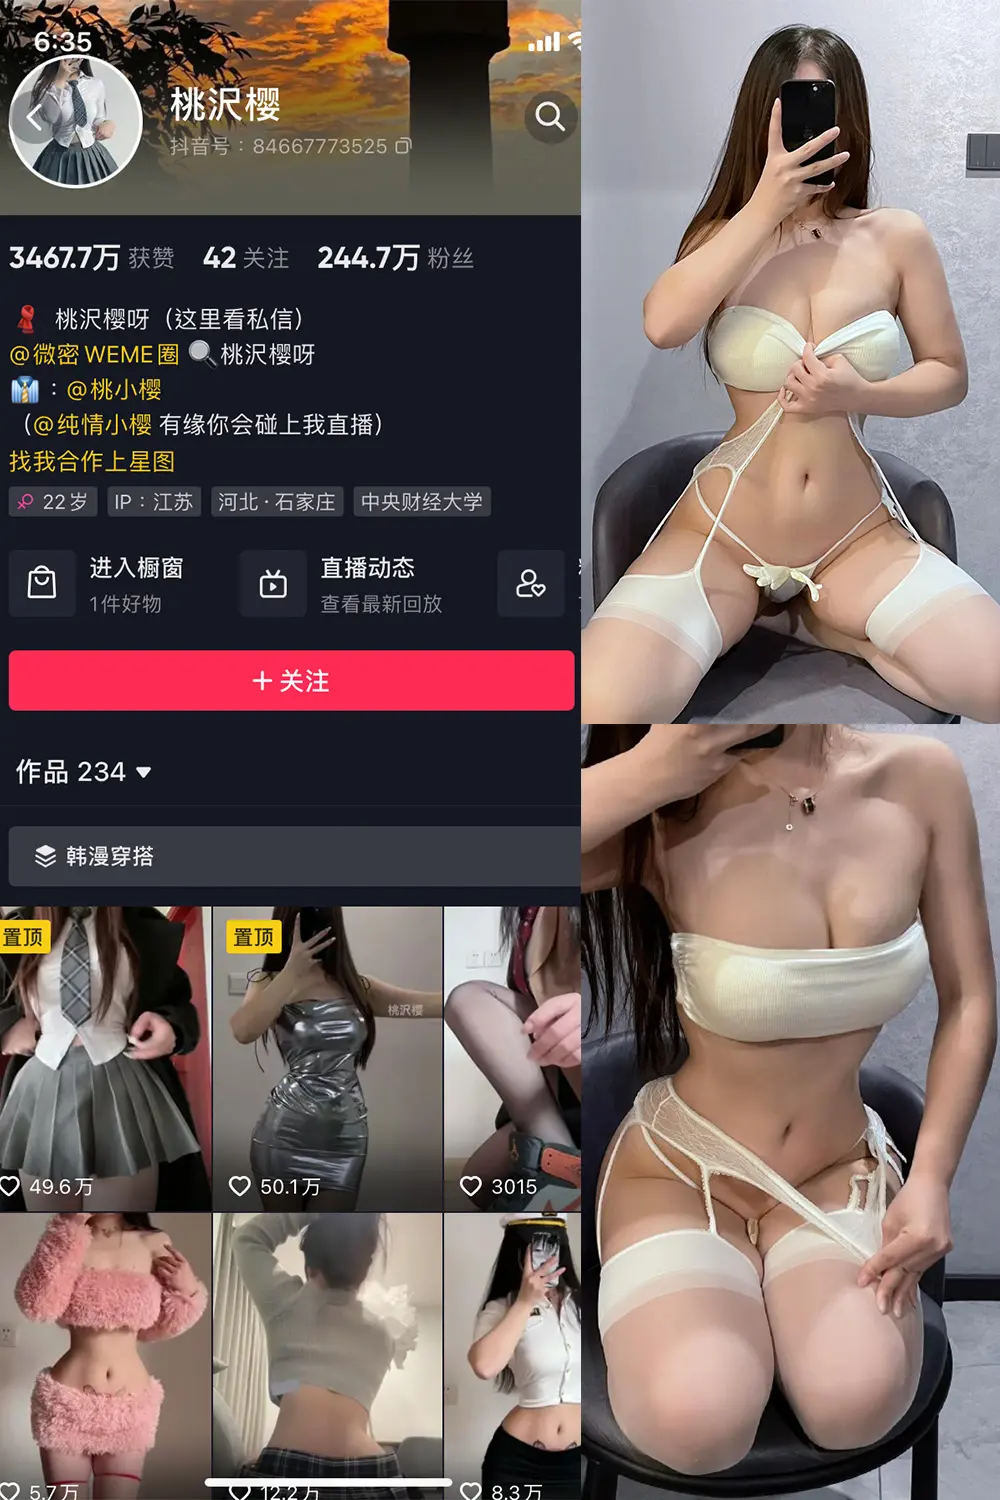 6:35
桃沢樱
抖音号：84667773525
3467.7万 获赞 42 关注 244.7万 粉丝
桃沢樱呀（这里看私信）
@微密 WEME圈 桃沢樱呀
：@桃小樱
（@纯情小樱 有缘你会碰上我直播）
找我合作上星图
22岁 IP：江苏 河北·石家庄 中央财经大学
进入橱窗
1件好物
直播动态
查看最新回放
+ 关注
作品 234
韩漫穿搭
置顶
49.6万
置顶
桃沢樱
50.1万
3015
5.7万
12.2万
8.3万